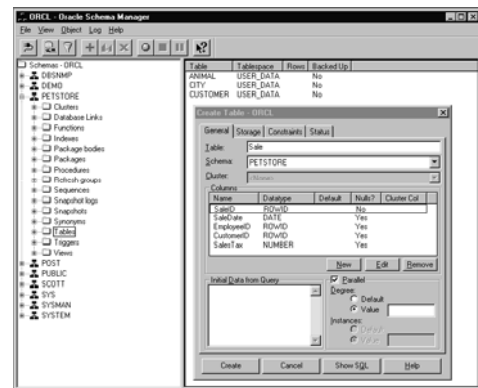 ORCL - Oracle Schema Manager
File View Object Log Help
Schemas - ORCL
DBSNMP
DEMO
PETSTORE
Clusters
Database Links
Functions
Indexes
Package bodies
Packages
Procedures
Refresh groups
Sequences
Snapshot logs
Snapshots
Synonyms
Tables
Triggers
Views
POST
PUBLIC
SCOTT
SYS
SYSMAN
SYSTEM
Table Tablespace Rows Backed Up
ANIMAL USER_DATA No
CITY USER_DATA No
CUSTOMER USER_DATA No
Create Table - ORCL
General Storage Constraints Status
Table: Sale
Schema: PETSTORE
Cluster: <None>
Columns
Name Datatype Default Nulls? Cluster Col
SaleID ROWID No
SaleDate DATE Yes
EmployeeID ROWID Yes
CustomerID ROWID Yes
SalesTax NUMBER Yes
New Edit Remove
Initial Data from Query
Parallel
Degree:
Default
Value
Instances:
Default
Value
Create Cancel Show SQL Help